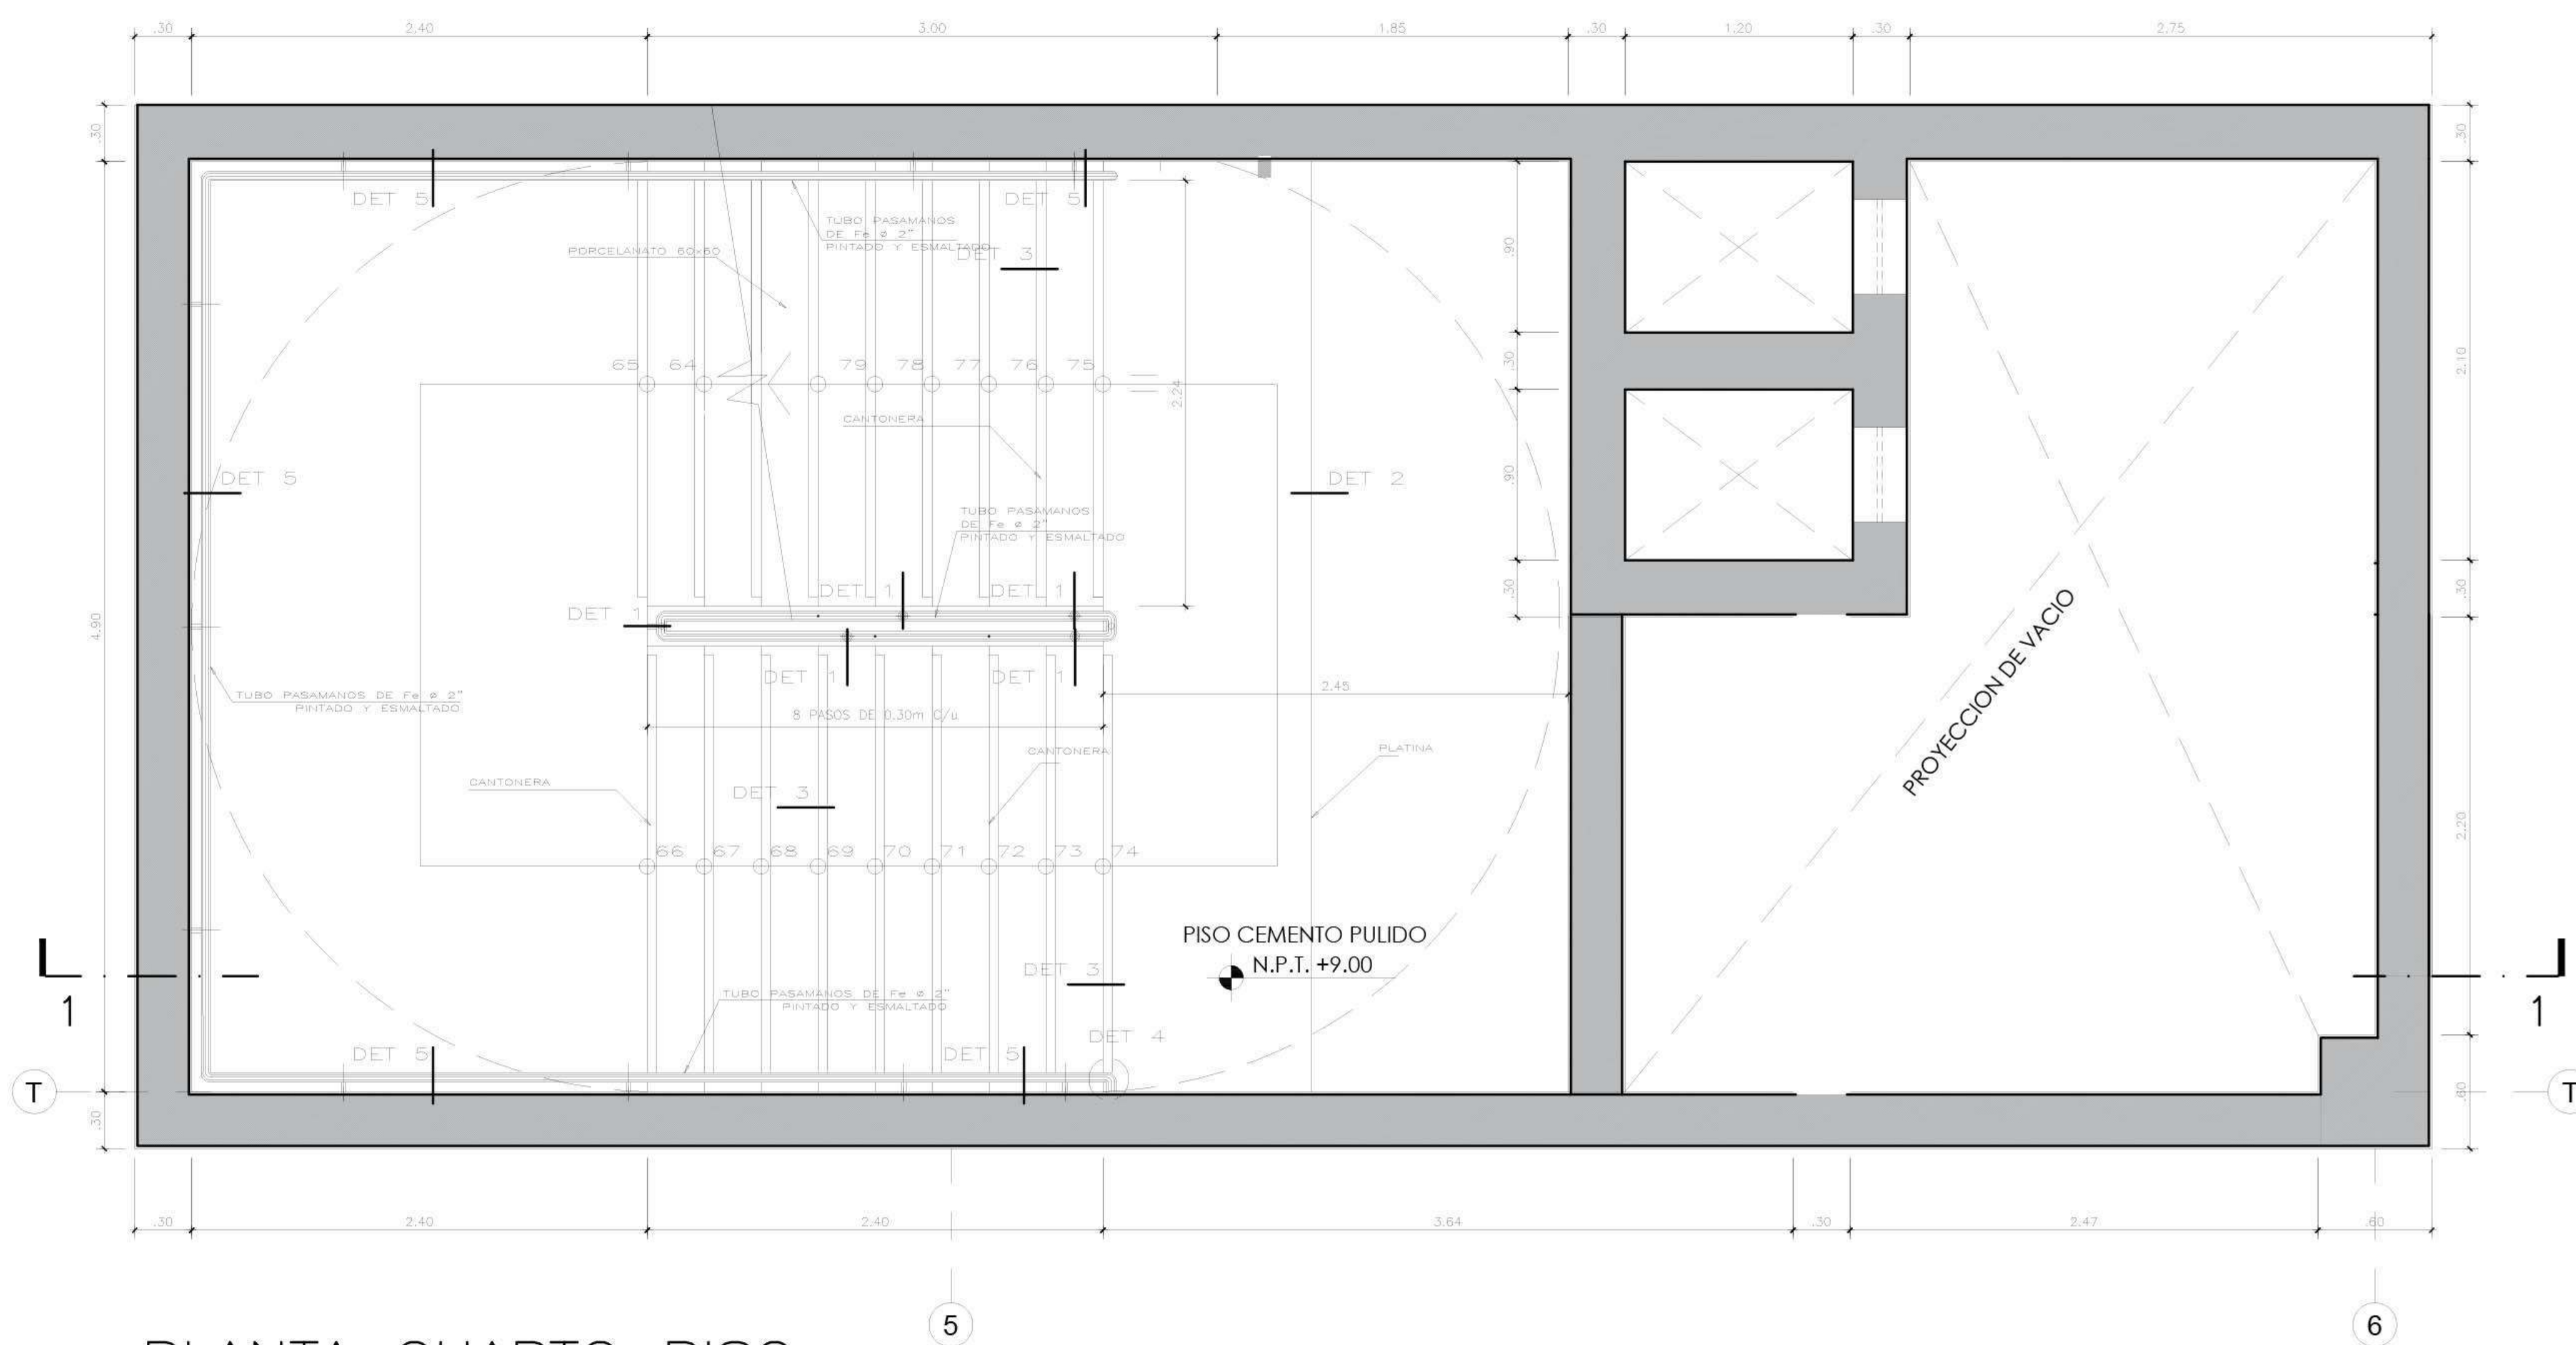 .30 2.40 3.00 1.85 .30 1.20 .30 2.75
.30
.30
DET 5
DET 5
TUBO PASAMANOS
DE Fe ø 2"
PINTADO Y ESMALTADO
PORCELANATO 60x60
DET 3
.90
65 64 79 78 77 76 75
.30
2.10
2.24
CANTONERA
DET 5
DET 2
.90
TUBO PASAMANOS
DE Fe ø 2"
PINTADO Y ESMALTADO
DET 1
DET 1
DET 1
.30
.30
4.90
DET 1
DET 1
2.45
TUBO PASAMANOS DE Fe ø 2"
PINTADO Y ESMALTADO
8 PASOS DE 0.30m C/u
PROYECCION DE VACIO
CANTONERA
PLATINA
CANTONERA
DET 3
2.20
66 67 68 69 70 71 72 73 74
PISO CEMENTO PULIDO
N.P.T. +9.00
DET 3
TUBO PASAMANOS DE Fe ø 2"
PINTADO Y ESMALTADO
1
1
DET 4
DET 5
DET 5
T
T
.30
.60
.30 2.40 2.40 3.64 .30 2.47 .60
5
6
PLANTA CUARTO PISO